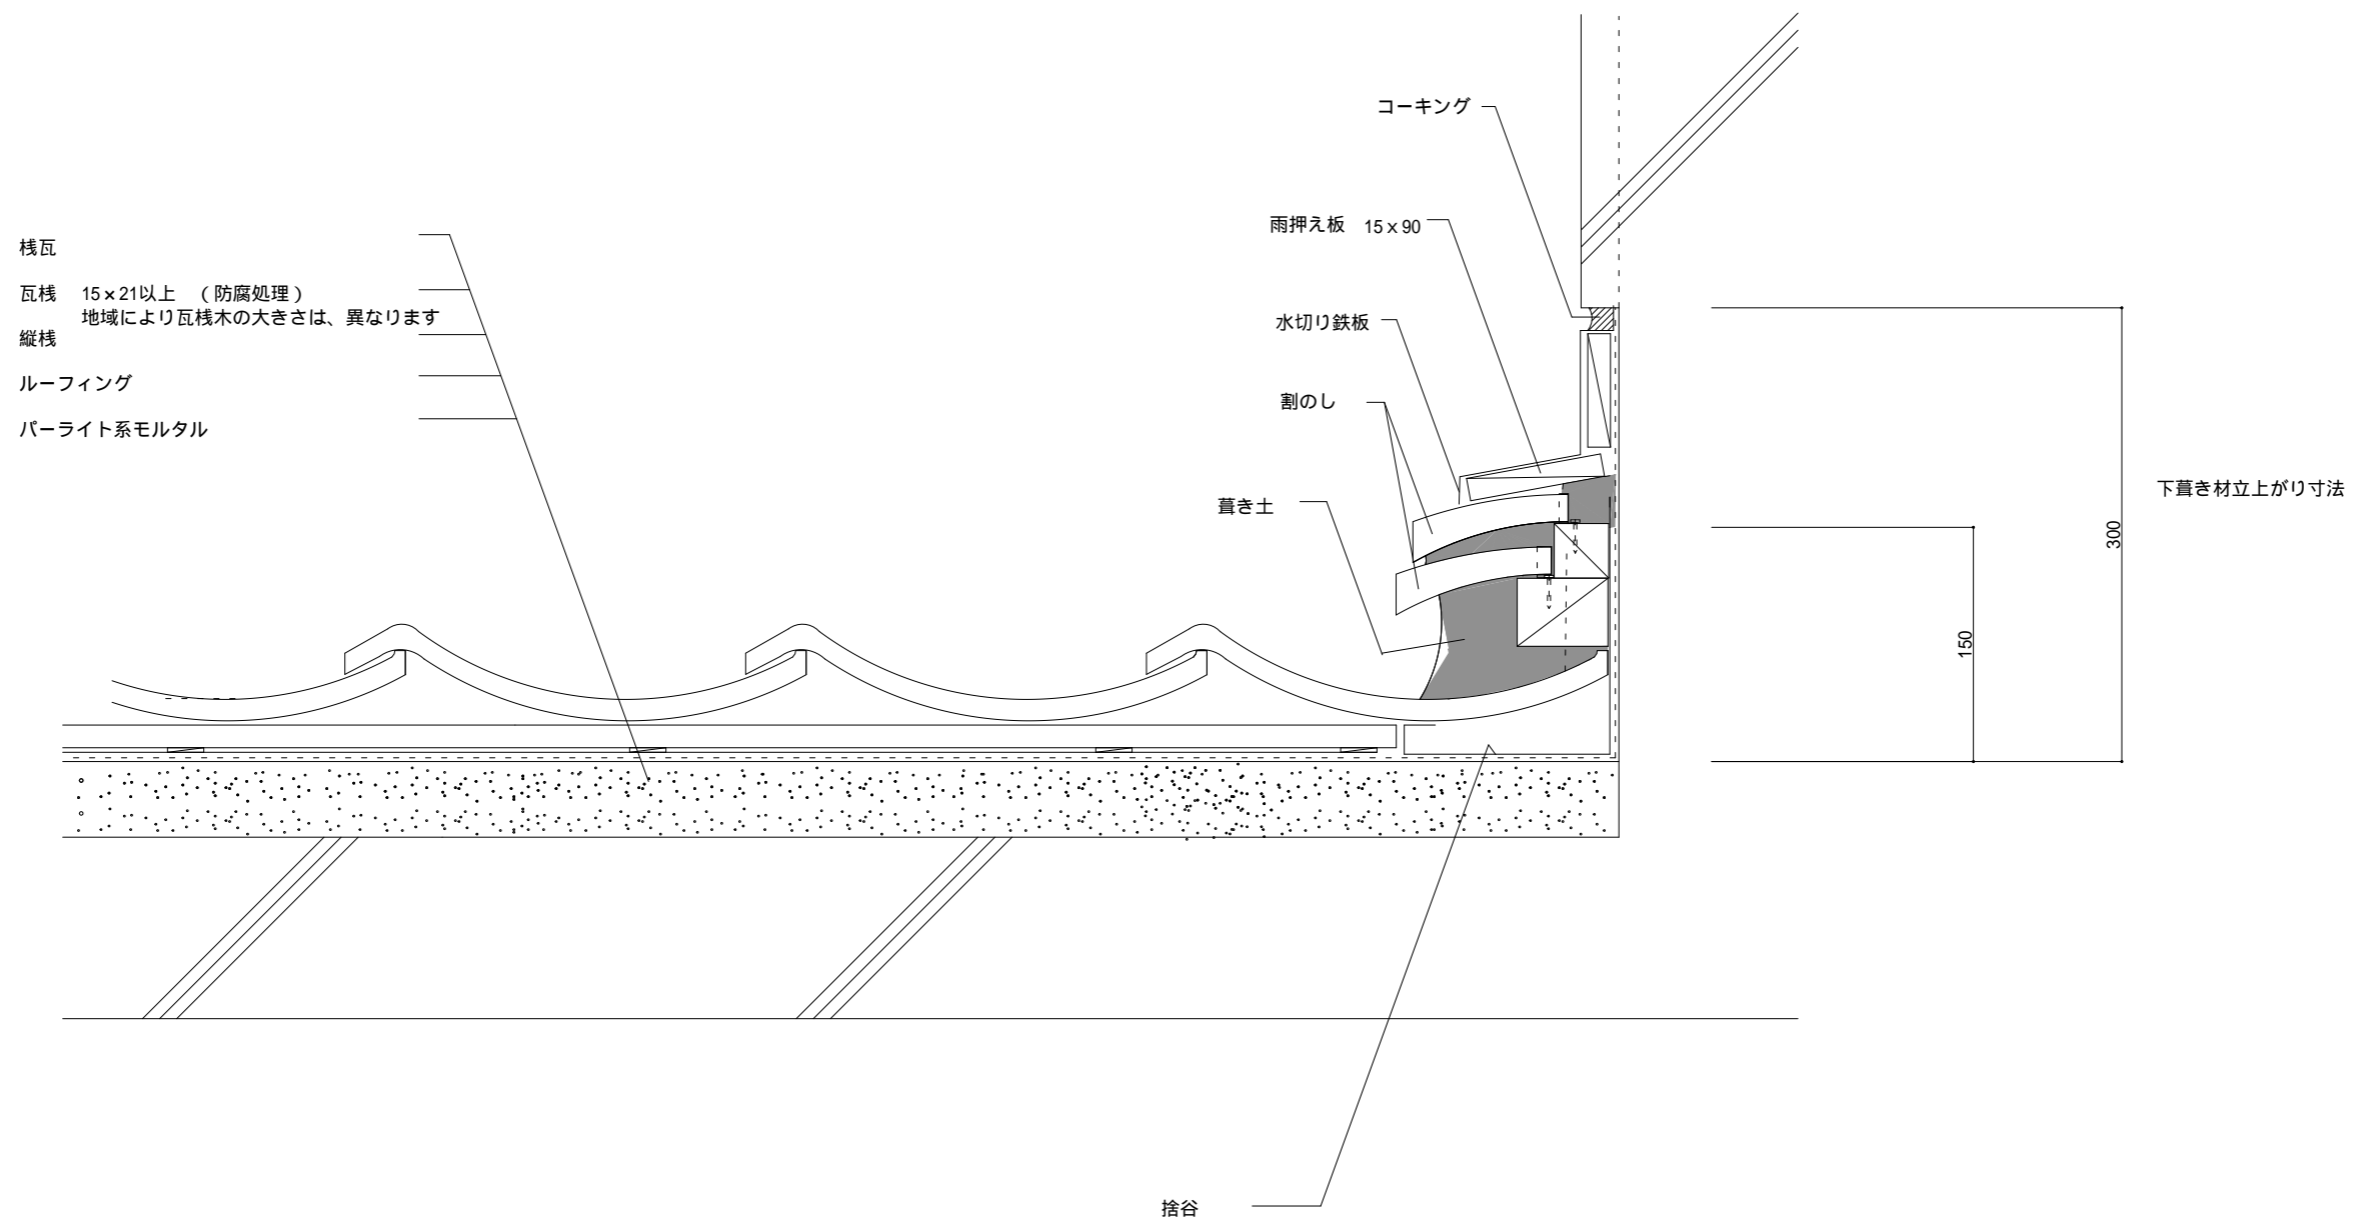 コーキング
雨押え板 15×90
水切り鉄板
割のし
葺き土
桟瓦
瓦桟 15×21以上 (防腐処理)
地域により瓦桟木の大きさは、異なります
縦桟
ルーフィング
パーライト系モルタル
下葺き材立上がり寸法
300
150
捨谷